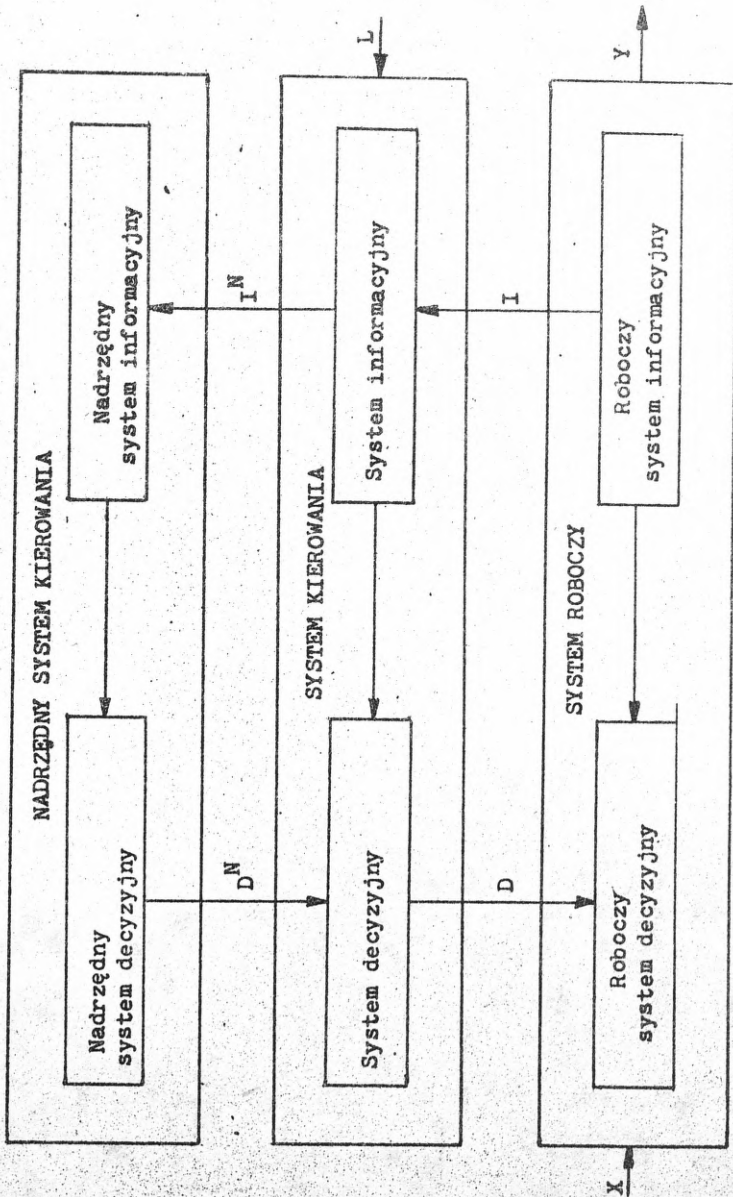 NADRZĘDNY SYSTEM KIEROWANIA
Nadrzędny
system decyzyjny
Nadrzędny
system informacyjny
D^N
I^N
L
SYSTEM KIEROWANIA
System decyzyjny
System informacyjny
D
I
SYSTEM ROBOCZY
Roboczy
system decyzyjny
Roboczy
system informacyjny
X
Y